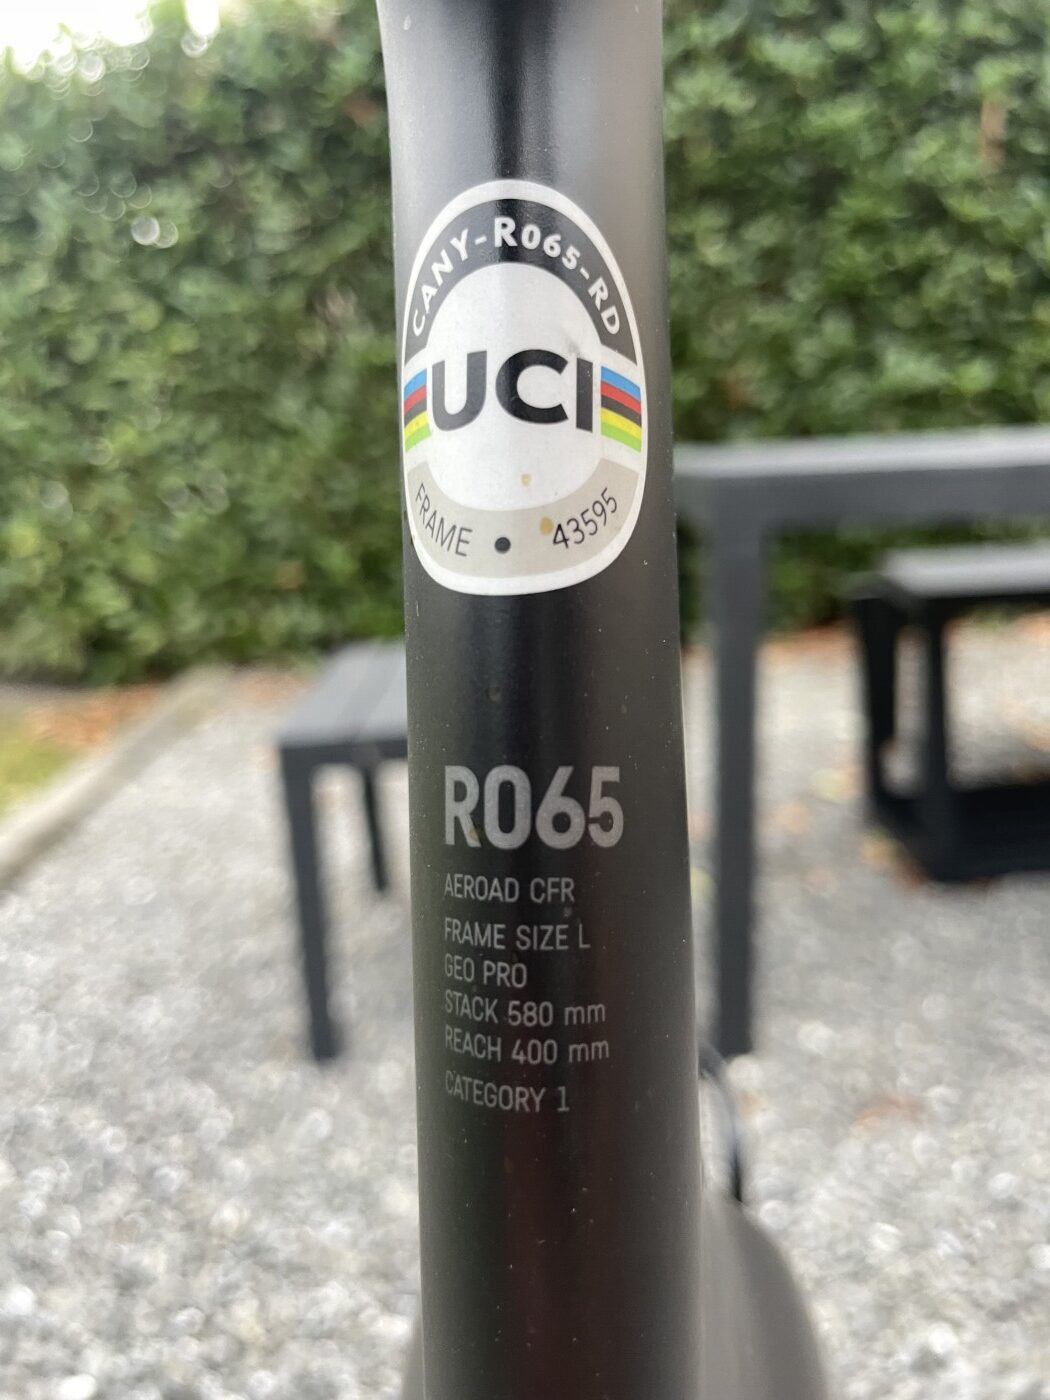 CANY-R065-RD
UCI
FRAME • 43595
R065
AEROAD CFR
FRAME SIZE L
GEO PRO
STACK 580 mm
REACH 400 mm
CATEGORY 1